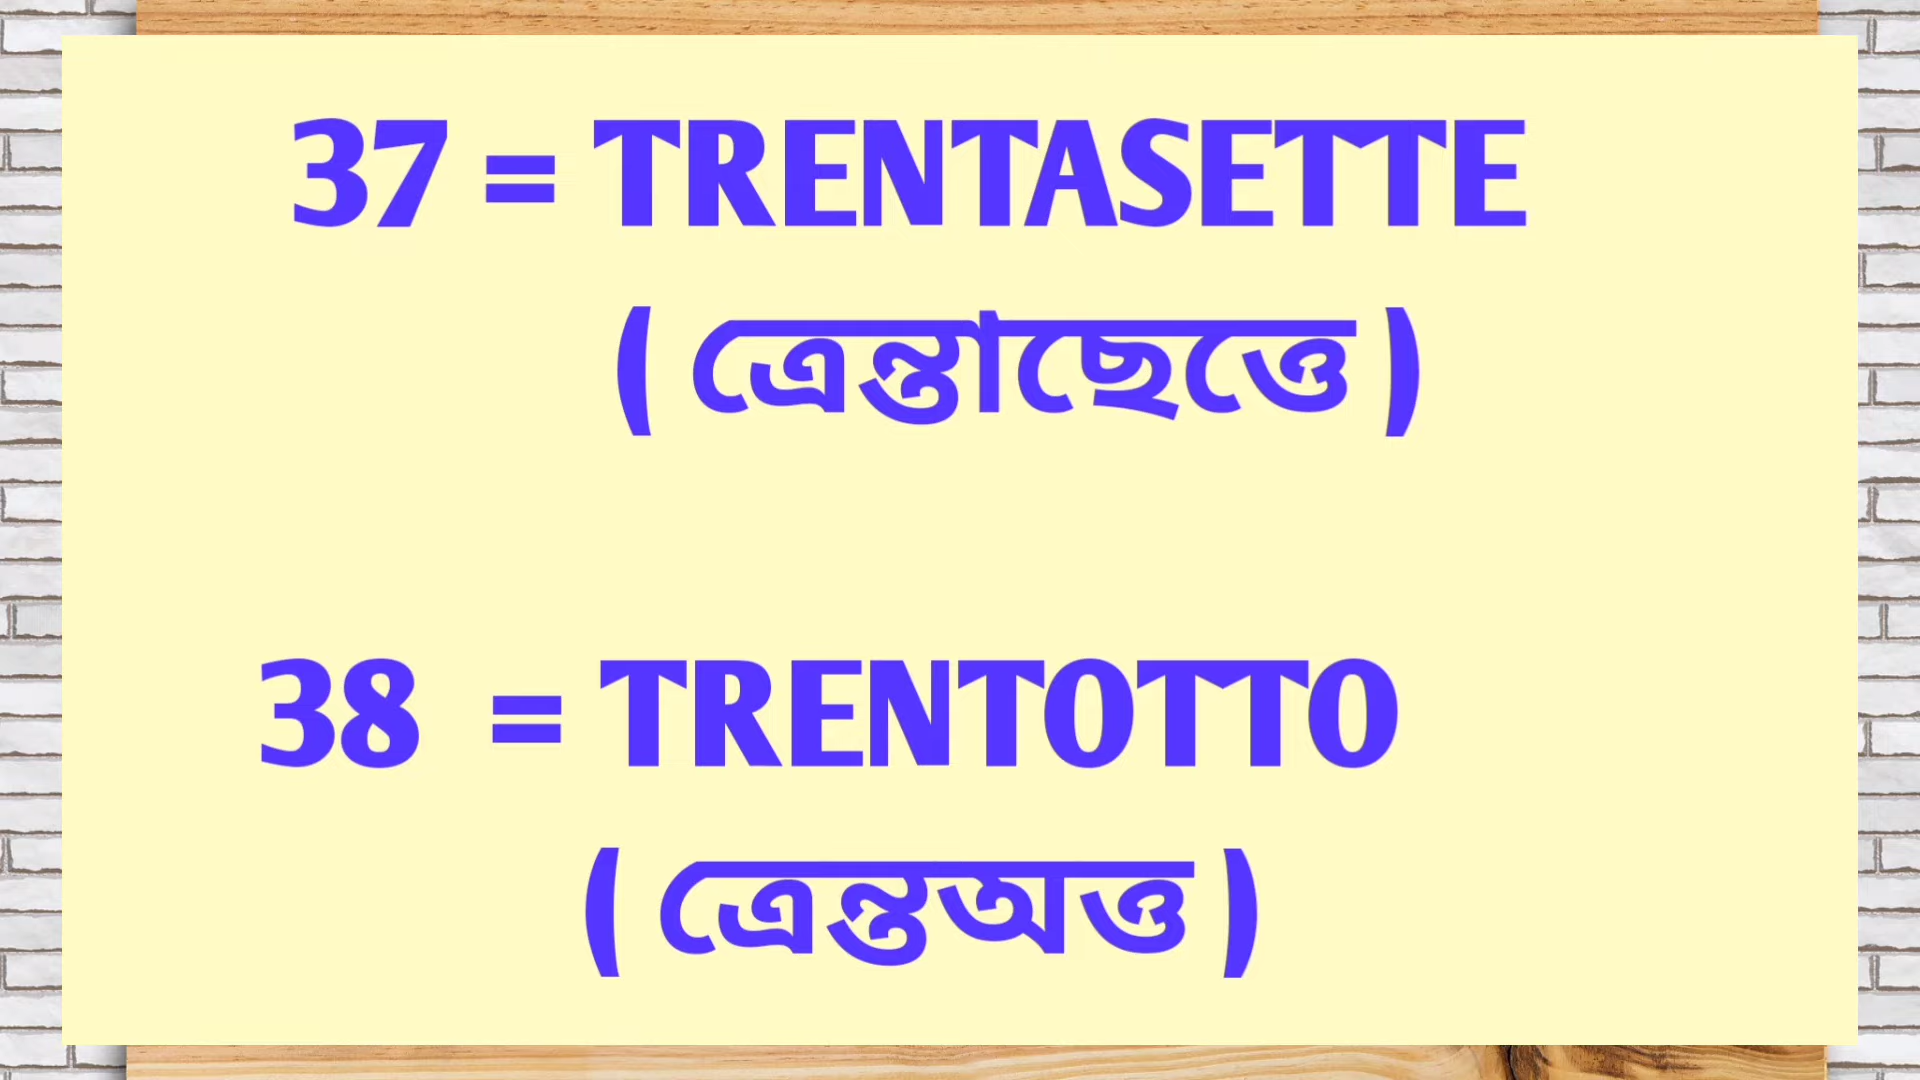 37 = TRENTASETTE
( ত্রেন্তাছেত্তে )
38 = TRENTOTTO
( ত্রেন্তঅত্ত )